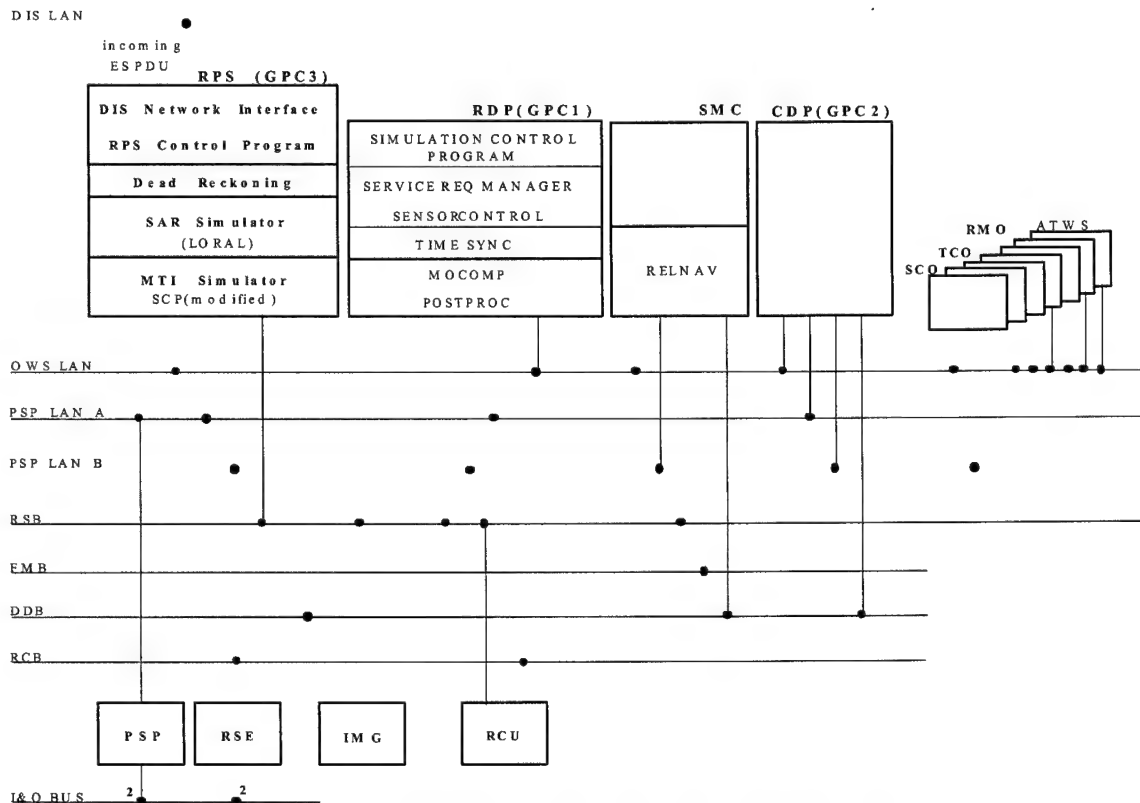 DIS LAN
incoming
ESPDU
RPS (GPC3)
DIS Network Interface
RPS Control Program
Dead Reckoning
SAR Simulator
(LORAL)
MTI Simulator
SCP(modified)
RDP(GPC1)
SIMULATION CONTROL
PROGRAM
SERVICE REQ MANAGER
SENSORCONTROL
TIME SYNC
MOCOMP
POSTPROC
SMC
RELNAV
CDP(GPC2)
ATWS
RMO
TCO
SCO
OWS LAN
PSP LAN A
PSP LAN B
RSB
EMB
DDB
RCB
PSP
RSE
IMG
RCU
I&O BUS
2
2